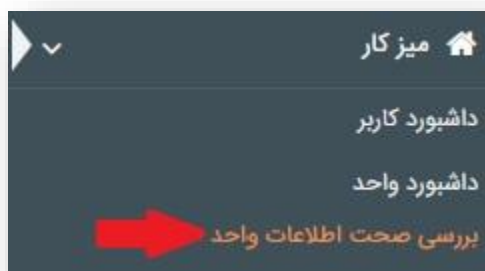 میز کار
داشبورد کاربر
داشبورد واحد
بررسی صحت اطلاعات واحد